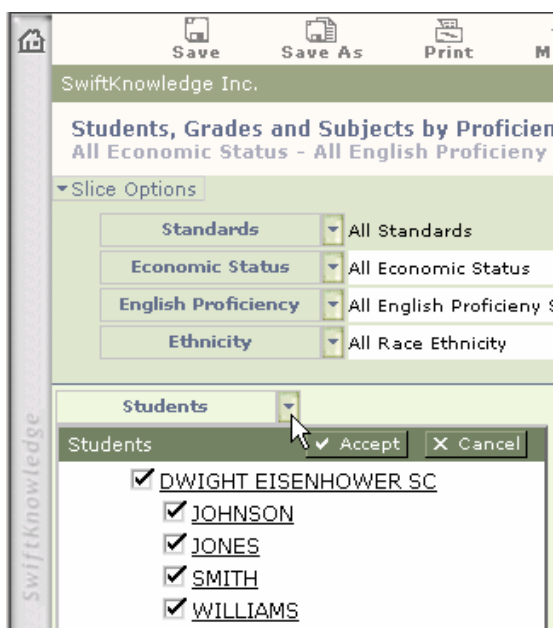 Save Save As Print M
SwiftKnowledge Inc.
Students, Grades and Subjects by Proficien
All Economic Status - All English Proficieny
Slice Options
Standards All Standards
Economic Status All Economic Status
English Proficiency All English Proficieny S
Ethnicity All Race Ethnicity
Students
Students Accept Cancel
DWIGHT EISENHOWER SC
JOHNSON
JONES
SMITH
WILLIAMS
SwiftKnowledge